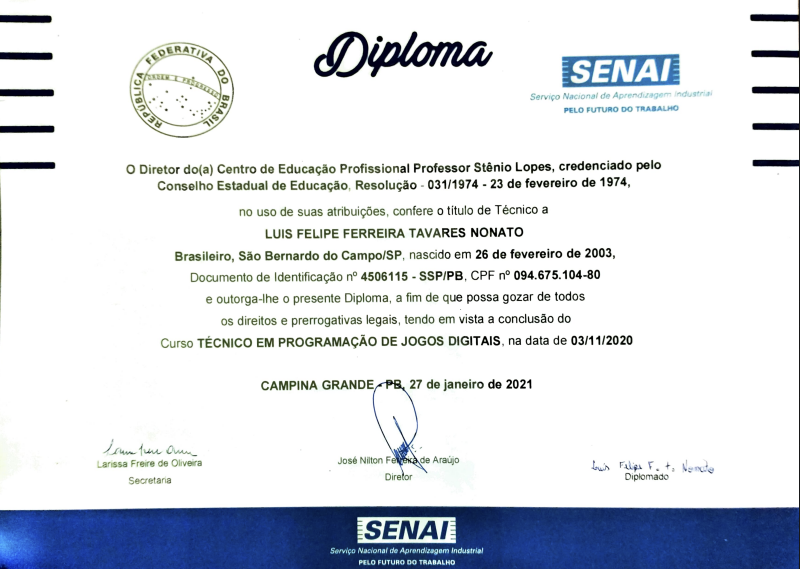 Diploma
REPÚBLICA FEDERATIVA DO BRASIL
ORDEM E PROGRESSO
SENAI
Serviço Nacional de Aprendizagem Industrial
PELO FUTURO DO TRABALHO
O Diretor do(a) Centro de Educação Profissional Professor Stênio Lopes, credenciado pelo
Conselho Estadual de Educação, Resolução - 031/1974 - 23 de fevereiro de 1974,
no uso de suas atribuições, confere o título de Técnico a
LUIS FELIPE FERREIRA TAVARES NONATO
Brasileiro, São Bernardo do Campo/SP, nascido em 26 de fevereiro de 2003,
Documento de Identificação nº 4506115 - SSP/PB, CPF nº 094.675.104-80
e outorga-lhe o presente Diploma, a fim de que possa gozar de todos
os direitos e prerrogativas legais, tendo em vista a conclusão do
Curso TÉCNICO EM PROGRAMAÇÃO DE JOGOS DIGITAIS, na data de 03/11/2020
CAMPINA GRANDE - PB, 27 de janeiro de 2021
Larissa Freire de Oliveira
Secretaria
José Nilton Ferreira de Araújo
Diretor
Luis Felipe F. T. Nonato
Diplomado
SENAI
Serviço Nacional de Aprendizagem Industrial
PELO FUTURO DO TRABALHO